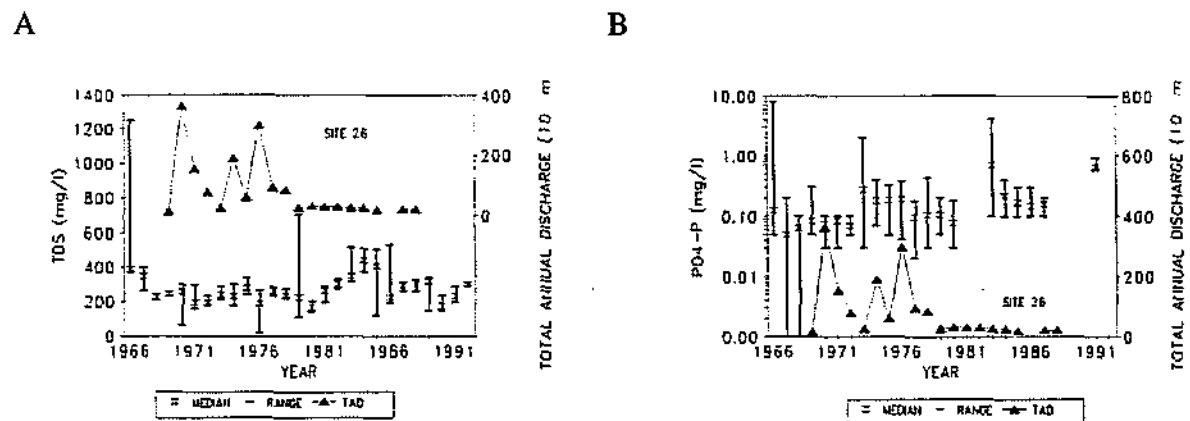 A
B
1400
1200
1000
800
600
400
200
0
TDS (mg/l)
SITE 26
400
200
0
TOTAL ANNUAL DISCHARGE (10 E
1966 1971 1976 1981 1966 1991
YEAR
MEDIAN RANGE TAD
10.00
1.00
0.10
0.01
0.00
PO4-P (mg/l)
SITE 26
800
600
400
200
0
TOTAL ANNUAL DISCHARGE (10 E
1966 1971 1976 1981 1986 1991
YEAR
MEDIAN RANGE TAD